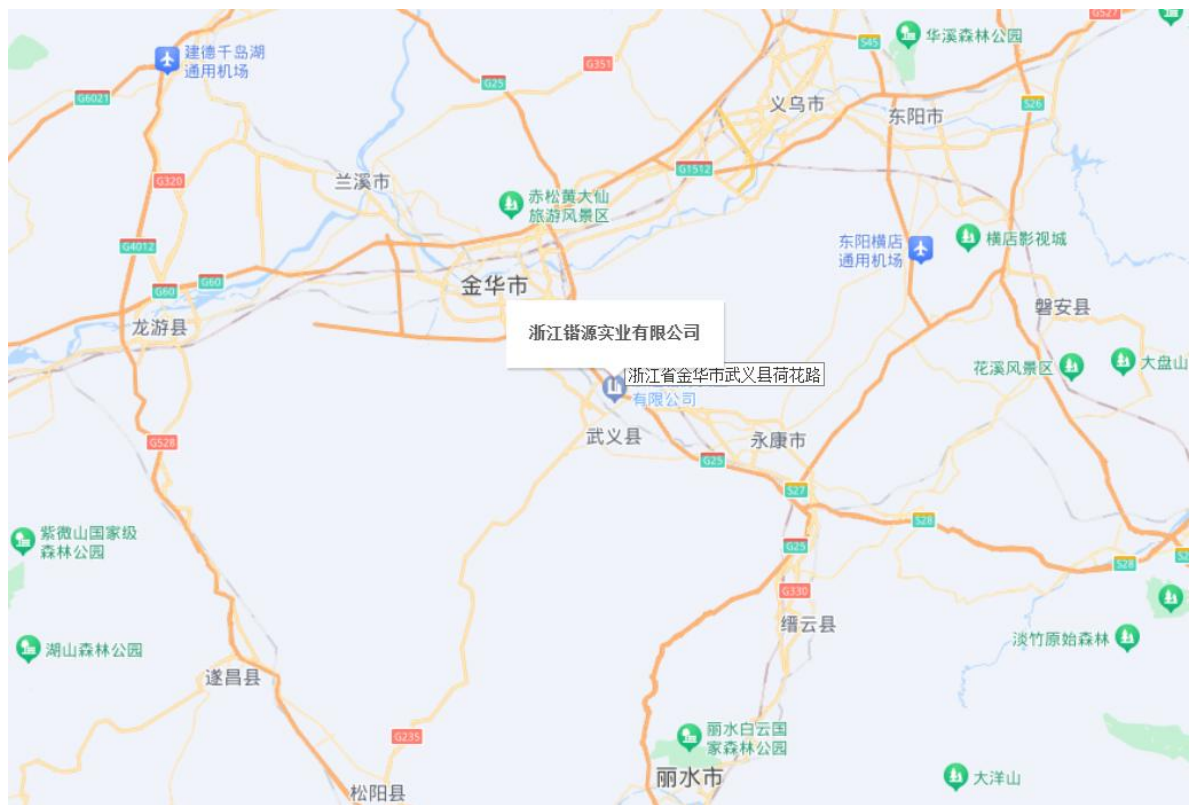 G527
华溪森林公园
S45
建德千岛湖
通用机场
G351
G25
G6021
义乌市
S26
东阳市
G1512
G320
兰溪市
赤松黄大仙
旅游风景区
G4012
东阳横店
通用机场
横店影视城
G60
G60
金华市
磐安县
龙游县
浙江锴源实业有限公司
大盘山
花溪风景区
浙江省金华市武义县荷花路
有限公司
武义县
永康市
G528
G25
S27
S28
紫微山国家级
森林公园
G25
S28
G330
缙云县
淡竹原始森林
湖山森林公园
遂昌县
G235
丽水白云国
家森林公园
丽水市
大洋山
松阳县